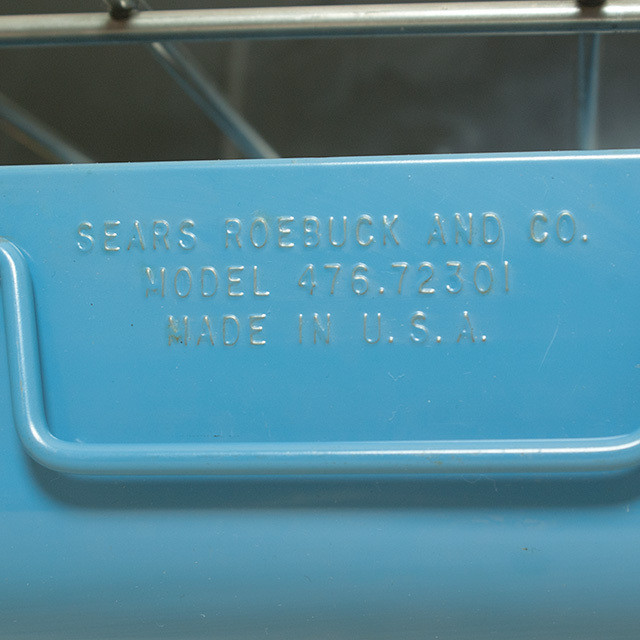 SEARS ROEBUCK AND CO.
MODEL 476.72301
MADE IN U.S.A.